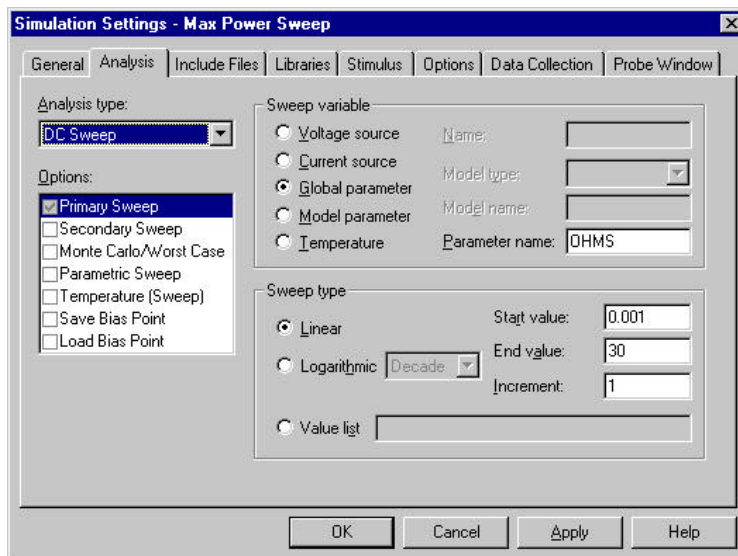 Simulation Settings - Max Power Sweep
General
Analysis
Include Files
Libraries
Stimulus
Options
Data Collection
Probe Window
Analysis type:
DC Sweep
Options:
Primary Sweep
Secondary Sweep
Monte Carlo/Worst Case
Parametric Sweep
Temperature (Sweep)
Save Bias Point
Load Bias Point
Sweep variable
Voltage source
Current source
Global parameter
Model parameter
Temperature
Name:
Model type:
Model name:
Parameter name: OHMS
Sweep type
Linear
Logarithmic Decade
Value list
Start value: 0.001
End value: 30
Increment: 1
OK
Cancel
Apply
Help